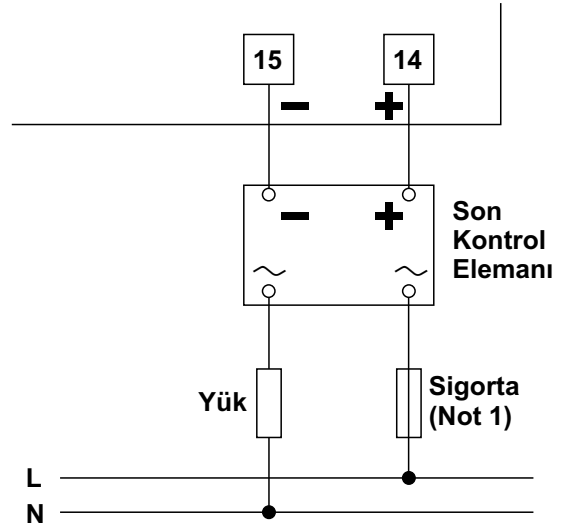 15
14
− +
− +
Son
Kontrol
Elemanı
~ ~
Yük
Sigorta
(Not 1)
L
N